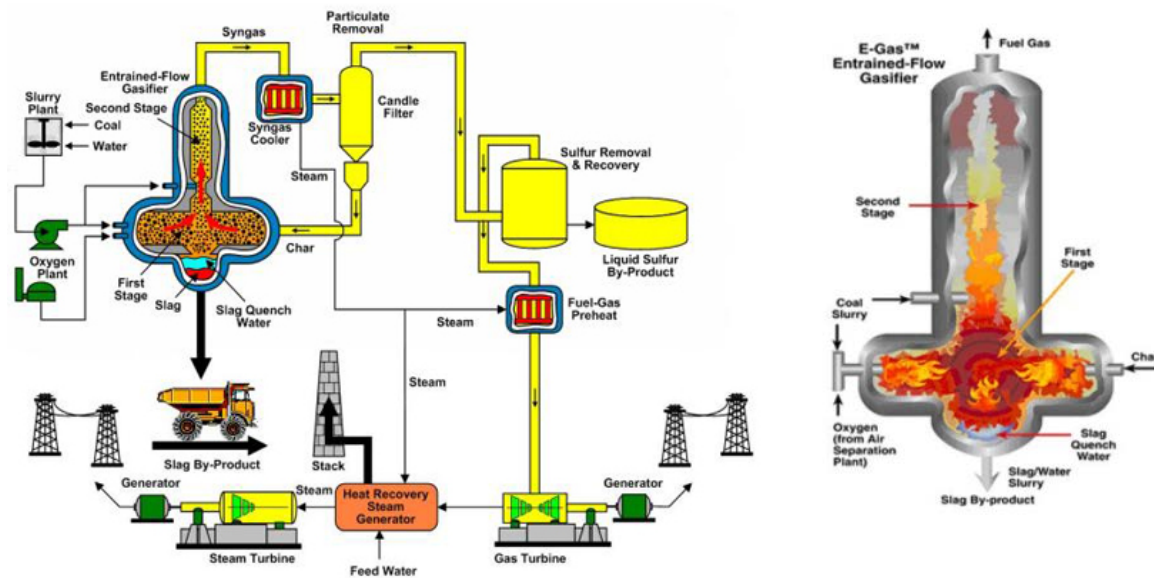 Particulate
Removal
Syngas
Entrained-Flow
Gasifier
Second Stage
Slurry
Plant
Coal
Water
Syngas
Cooler
Candle
Filter
Steam
Sulfur Removal
& Recovery
Liquid Sulfur
By-Product
Oxygen
Plant
First
Stage
Slag
Slag Quench
Water
Char
Steam
Fuel-Gas
Preheat
Steam
Slag By-Product
Stack
Generator
Steam
Heat Recovery
Steam
Generator
Generator
Steam Turbine
Feed Water
Gas Turbine
E-Gas™
Entrained-Flow
Gasifier
Fuel Gas
Second
Stage
First
Stage
Coal
Slurry
Char
Oxygen
(from Air
Separation
Plant)
Slag
Quench
Water
Slag/Water
Slurry
Slag By-product